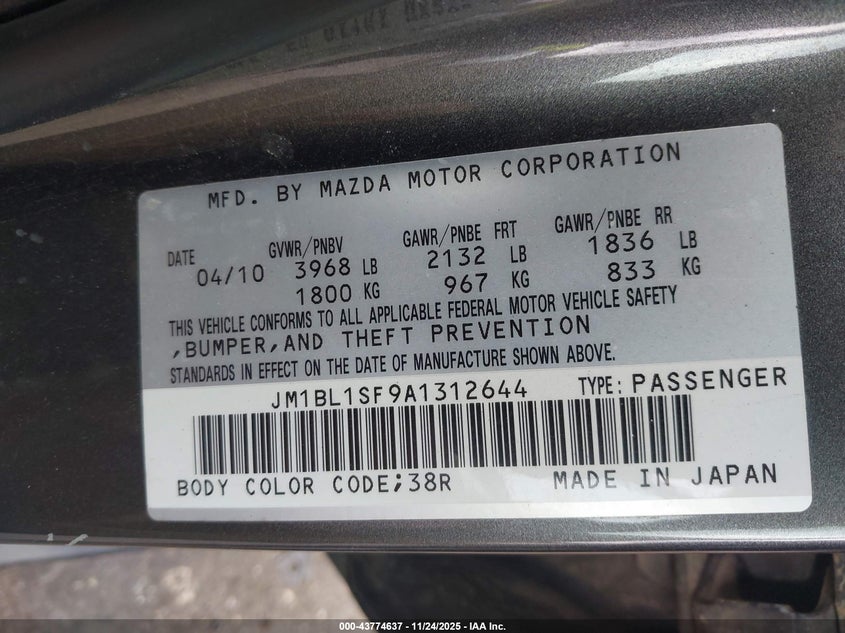 MFD. BY MAZDA MOTOR CORPORATION
DATE GVWR/PNBV GAWR/PNBE FRT GAWR/PNBE RR
04/10 3968 LB 2132 LB 1836 LB
1800 KG 967 KG 833 KG
THIS VEHICLE CONFORMS TO ALL APPLICABLE FEDERAL MOTOR VEHICLE SAFETY
,BUMPER,AND THEFT PREVENTION
STANDARDS IN EFFECT ON THE DATE OF MANUFACTURE SHOWN ABOVE.
JM1BL1SF9A1312644 TYPE: PASSENGER
BODY COLOR CODE;38R MADE IN JAPAN
000-43774637 - 11/24/2025 - IAA Inc.